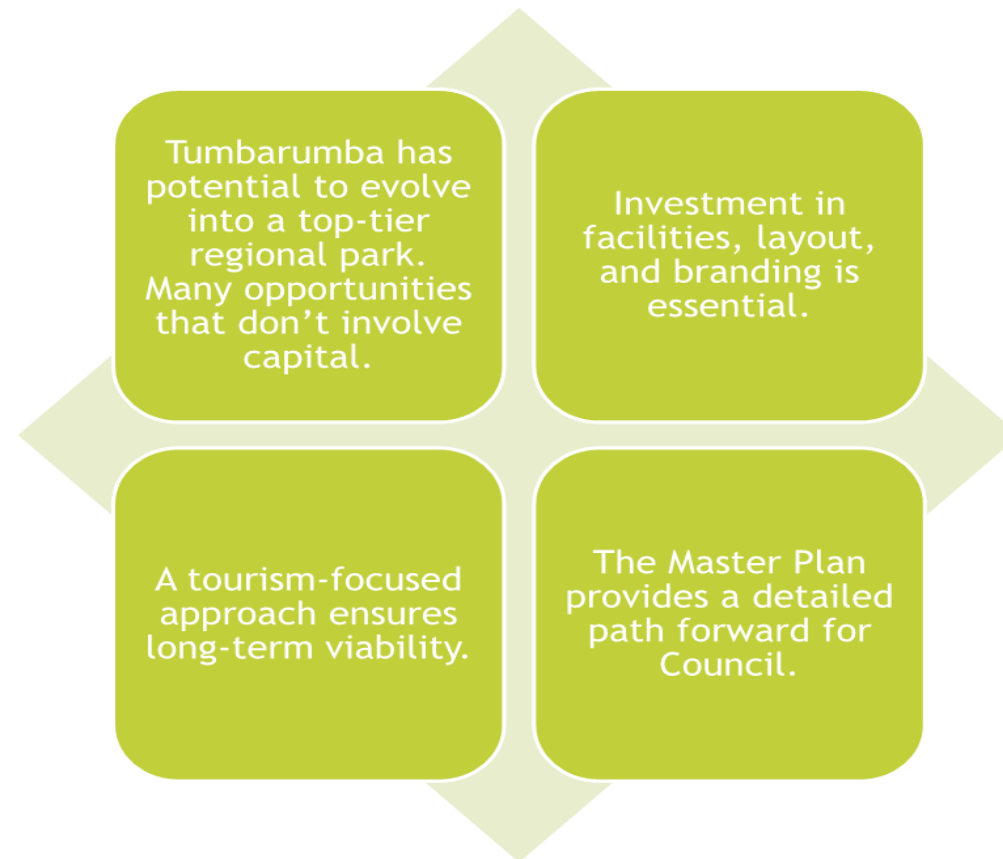 Tumbarumba has
potential to evolve
into a top-tier
regional park.
Many opportunities
that don’t involve
capital.
Investment in
facilities, layout,
and branding is
essential.
A tourism-focused
approach ensures
long-term viability.
The Master Plan
provides a detailed
path forward for
Council.